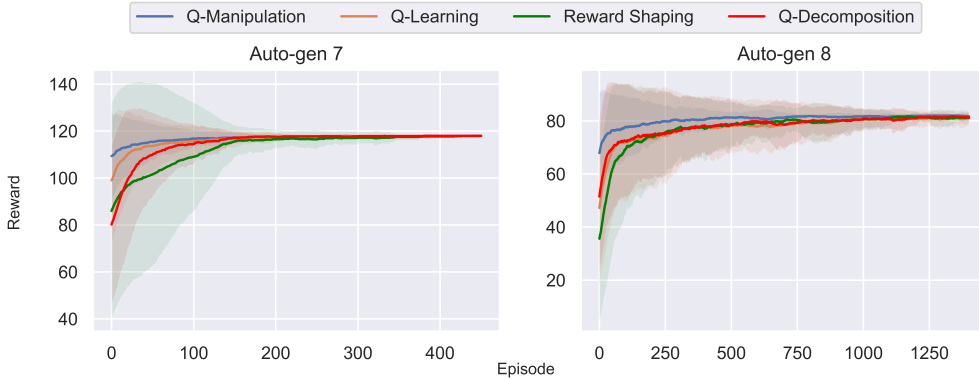 Q-Manipulation Q-Learning Reward Shaping Q-Decomposition
Auto-gen 7 Auto-gen 8
Reward
140
120
100
80
60
40
0 100 200 300 400
80
60
40
20
0 250 500 750 1000 1250
Episode